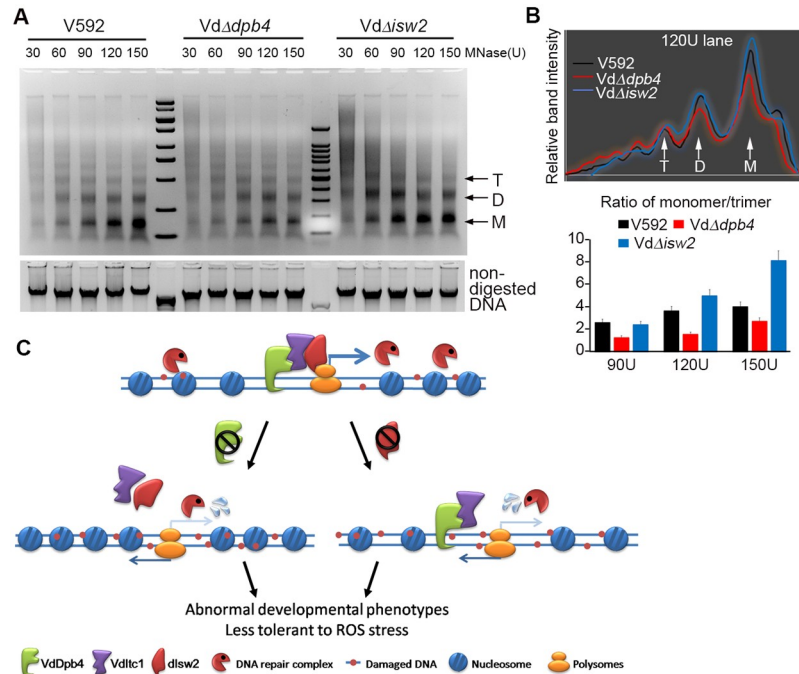 A
V592
VdΔdpb4
VdΔisw2
30 60 90 120 150
30 60 90 120 150
30 60 90 120 150 MNase(U)
T
D
M
non-
digested
DNA
B
Relative band intensity
120U lane
V592
VdΔdpb4
VdΔisw2
T
D
M
Ratio of monomer/trimer
V592
VdΔdpb4
VdΔisw2
8
6
4
2
0
90U
120U
150U
C
Abnormal developmental phenotypes
Less tolerant to ROS stress
VdDpb4
VdItc1
dIsw2
DNA repair complex
Damaged DNA
Nucleosome
Polysomes